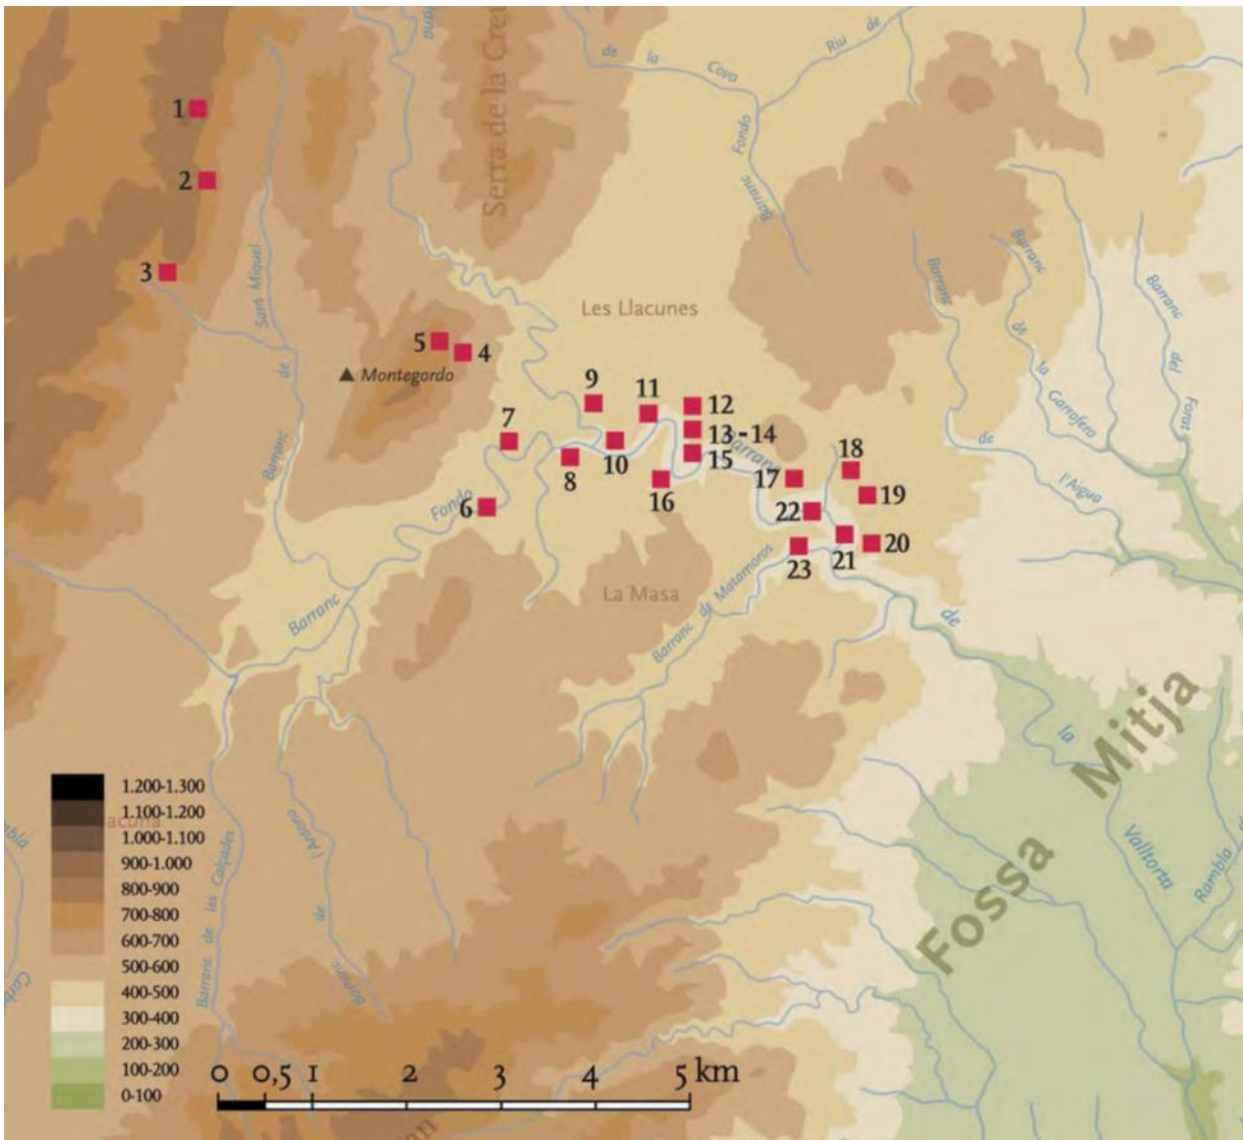 Serra de la Creu
de la Cova
Riu de
Barranc Fondo
1
2
3
Sant Miquel
de
Barranc
Les Llacunes
5
4
Montegordo
Barranc
Barranc
de
la
Garrofera
Barranc
del
Forat
9
11
12
7
13-14
Barranc
15
10
8
16
6
Fondo
18
17
19
22
21
20
23
de
l'Aigua
La Masa
Barranc de Matamoros
Barranc
de
la
Valltorta
Fossa Mitja
Rambla
Barranc de les Calçades
l'Antona
de
Barranc
1.200-1.300
1.100-1.200
1.000-1.100
900-1.000
800-900
700-800
600-700
500-600
400-500
300-400
200-300
100-200
0-100
0 0,5 1 2 3 4 5 km